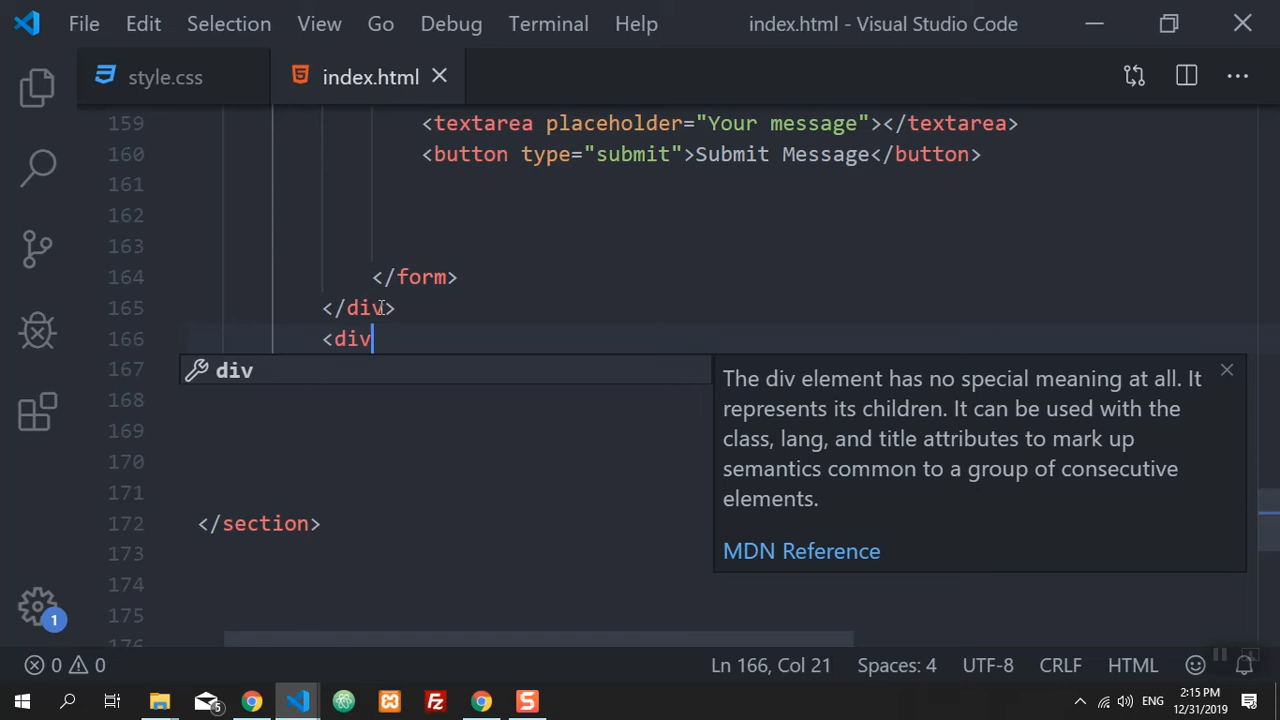 File Edit Selection View Go Debug Terminal Help index.html - Visual Studio Code
style.css index.html
159 <textarea placeholder="Your message"></textarea>
160 <button type="submit">Submit Message</button>
161
162
163
164 </form>
165 </div>
166 <div
167 div
168
169
170
171
172 </section>
173
174
175
176
The div element has no special meaning at all. It
represents its children. It can be used with the
class, lang, and title attributes to mark up
semantics common to a group of consecutive
elements.
MDN Reference
1
0 0 Ln 166, Col 21 Spaces: 4 UTF-8 CRLF HTML
5 Fz S ENG 2:15 PM
12/31/2019